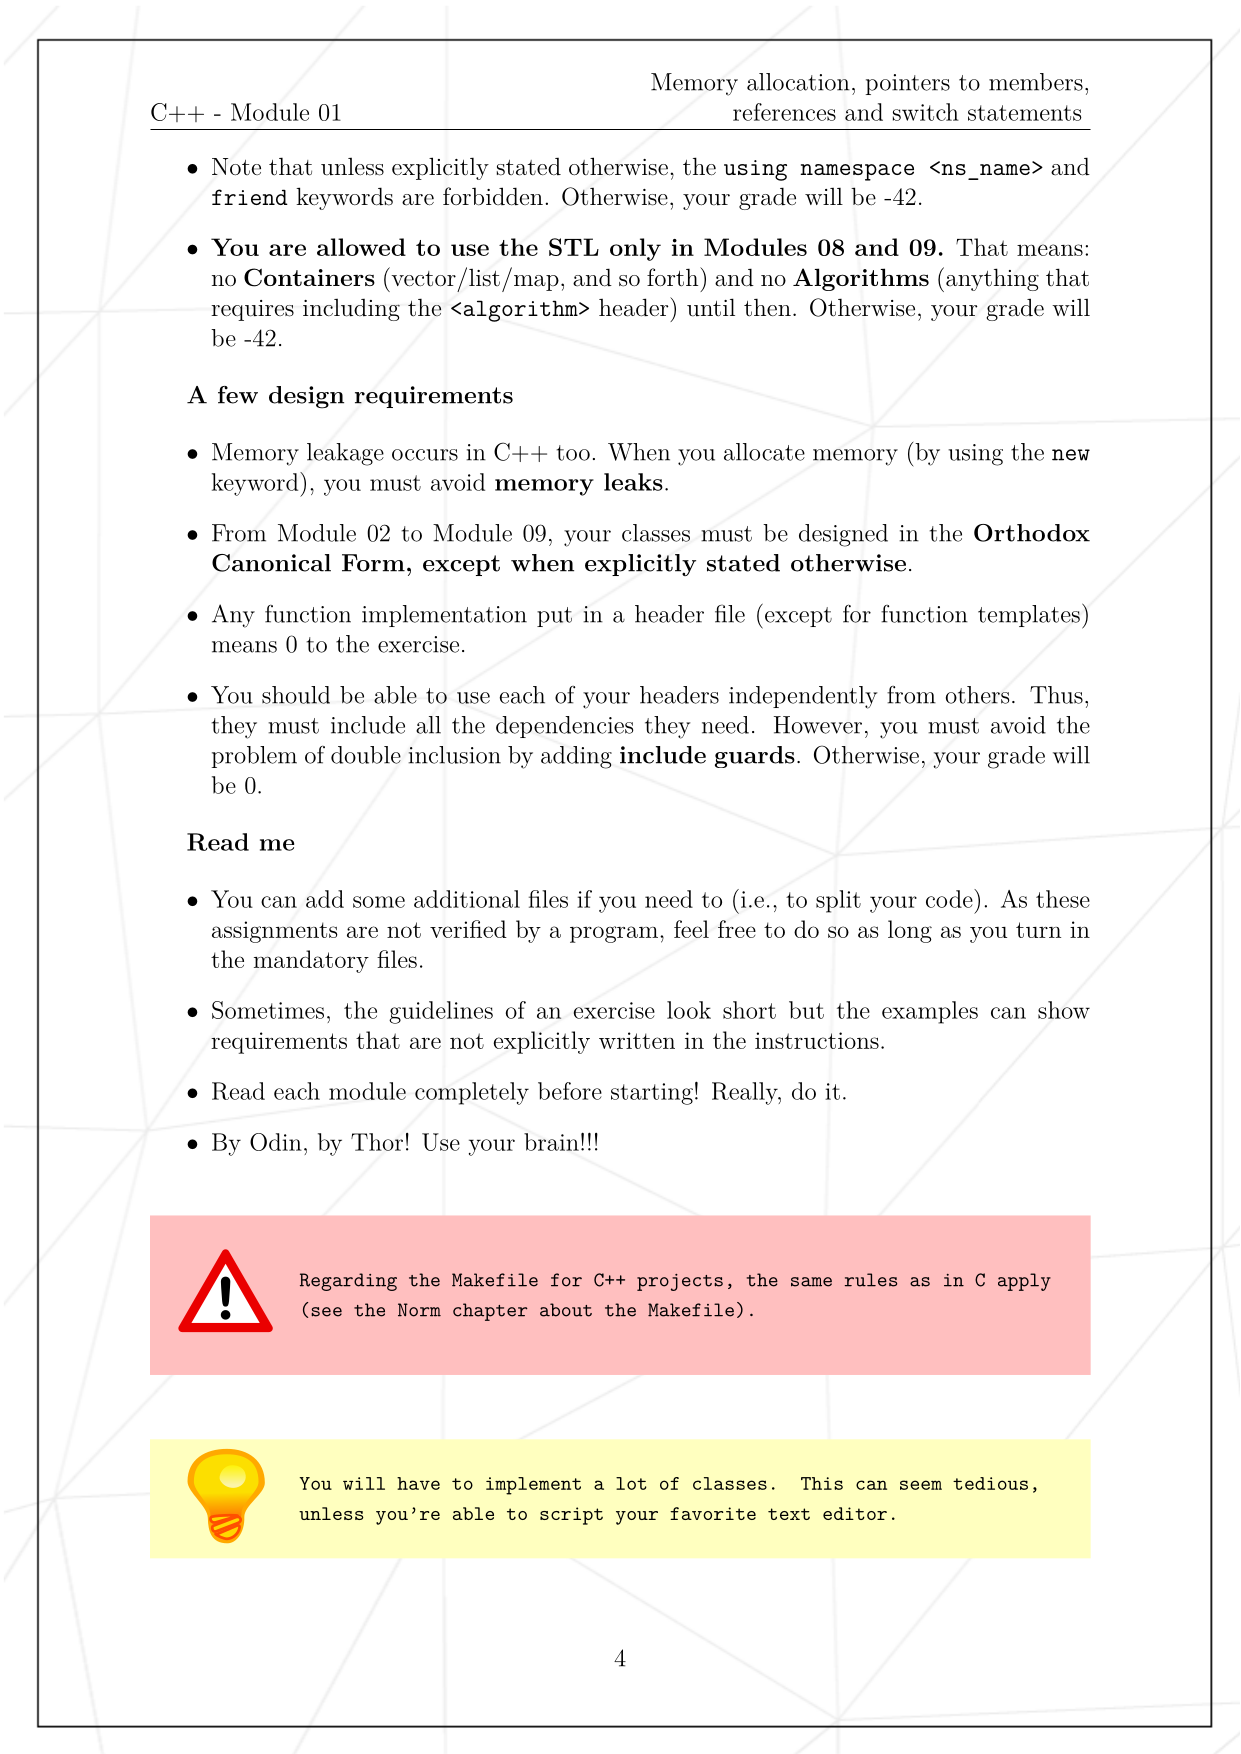 Memory allocation, pointers to members,
C++ - Module 01 references and switch statements
• Note that unless explicitly stated otherwise, the using namespace <ns_name> and
friend keywords are forbidden. Otherwise, your grade will be -42.
• You are allowed to use the STL only in Modules 08 and 09. That means:
no Containers (vector/list/map, and so forth) and no Algorithms (anything that
requires including the <algorithm> header) until then. Otherwise, your grade will
be -42.
A few design requirements
• Memory leakage occurs in C++ too. When you allocate memory (by using the new
keyword), you must avoid memory leaks.
• From Module 02 to Module 09, your classes must be designed in the Orthodox
Canonical Form, except when explicitly stated otherwise.
• Any function implementation put in a header file (except for function templates)
means 0 to the exercise.
• You should be able to use each of your headers independently from others. Thus,
they must include all the dependencies they need. However, you must avoid the
problem of double inclusion by adding include guards. Otherwise, your grade will
be 0.
Read me
• You can add some additional files if you need to (i.e., to split your code). As these
assignments are not verified by a program, feel free to do so as long as you turn in
the mandatory files.
• Sometimes, the guidelines of an exercise look short but the examples can show
requirements that are not explicitly written in the instructions.
• Read each module completely before starting! Really, do it.
• By Odin, by Thor! Use your brain!!!
Regarding the Makefile for C++ projects, the same rules as in C apply
(see the Norm chapter about the Makefile).
You will have to implement a lot of classes. This can seem tedious,
unless you're able to script your favorite text editor.
4